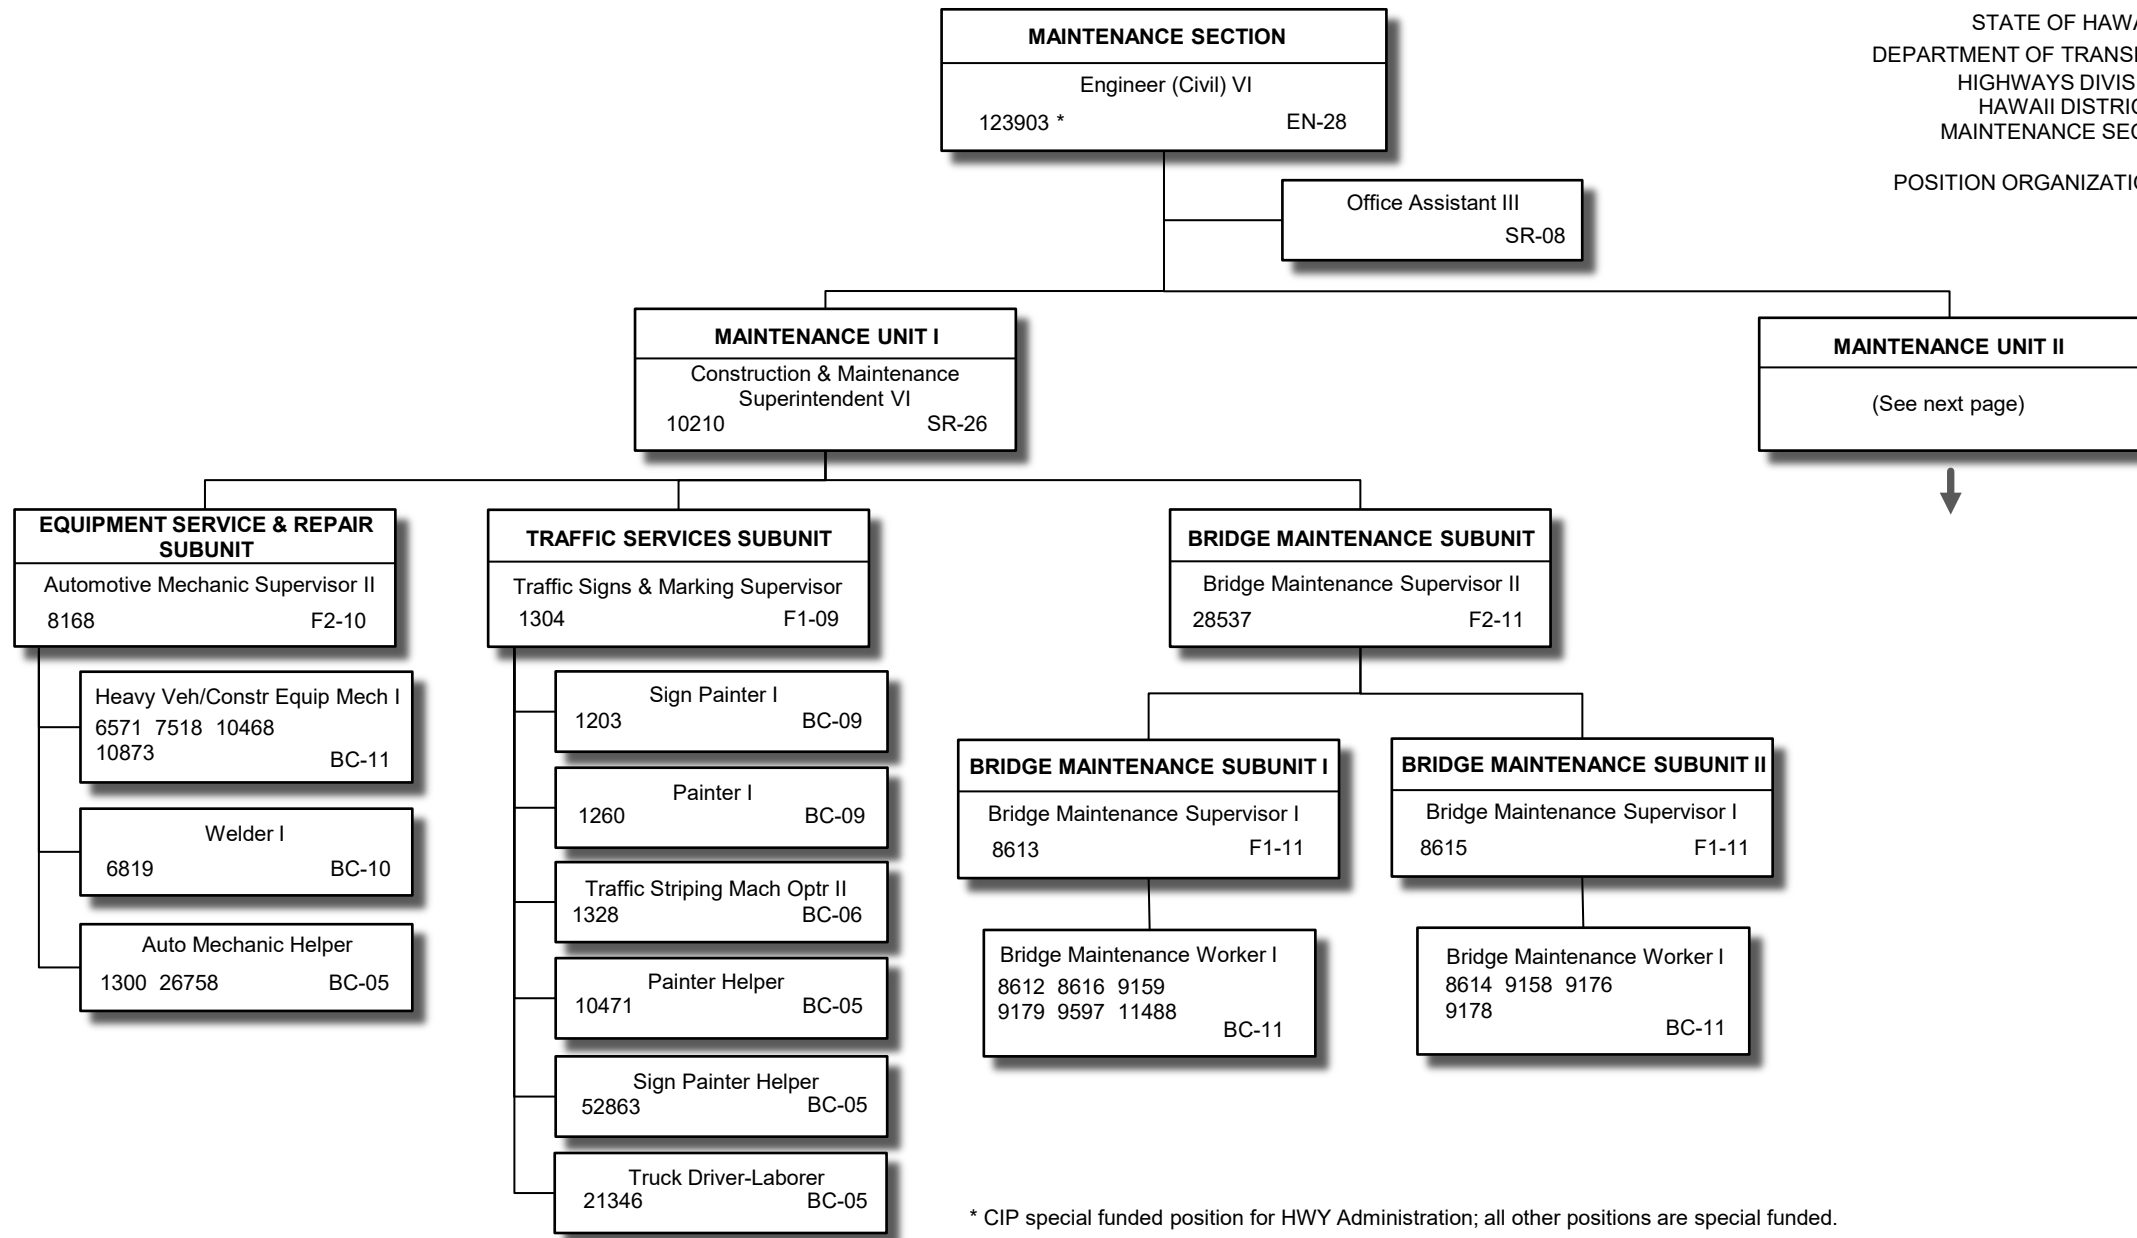 STATE OF HAWA
DEPARTMENT OF TRANS
HIGHWAYS DIVIS
HAWAII DISTRI
MAINTENANCE SE
POSITION ORGANIZATI
MAINTENANCE SECTION
Engineer (Civil) VI
123903 * EN-28
Office Assistant III
SR-08
MAINTENANCE UNIT I
Construction & Maintenance
Superintendent VI
10210 SR-26
MAINTENANCE UNIT II
(See next page)
EQUIPMENT SERVICE & REPAIR
SUBUNIT
Automotive Mechanic Supervisor II
8168 F2-10
Heavy Veh/Constr Equip Mech I
6571 7518 10468
10873 BC-11
Welder I
6819 BC-10
Auto Mechanic Helper
1300 26758 BC-05
TRAFFIC SERVICES SUBUNIT
Traffic Signs & Marking Supervisor
1304 F1-09
Sign Painter I
1203 BC-09
Painter I
1260 BC-09
Traffic Striping Mach Optr II
1328 BC-06
Painter Helper
10471 BC-05
Sign Painter Helper
52863 BC-05
Truck Driver-Laborer
21346 BC-05
BRIDGE MAINTENANCE SUBUNIT
Bridge Maintenance Supervisor II
28537 F2-11
BRIDGE MAINTENANCE SUBUNIT I
Bridge Maintenance Supervisor I
8613 F1-11
Bridge Maintenance Worker I
8612 8616 9159
9179 9597 11488
BC-11
BRIDGE MAINTENANCE SUBUNIT II
Bridge Maintenance Supervisor I
8615 F1-11
Bridge Maintenance Worker I
8614 9158 9176
9178
BC-11
* CIP special funded position for HWY Administration; all other positions are special funded.